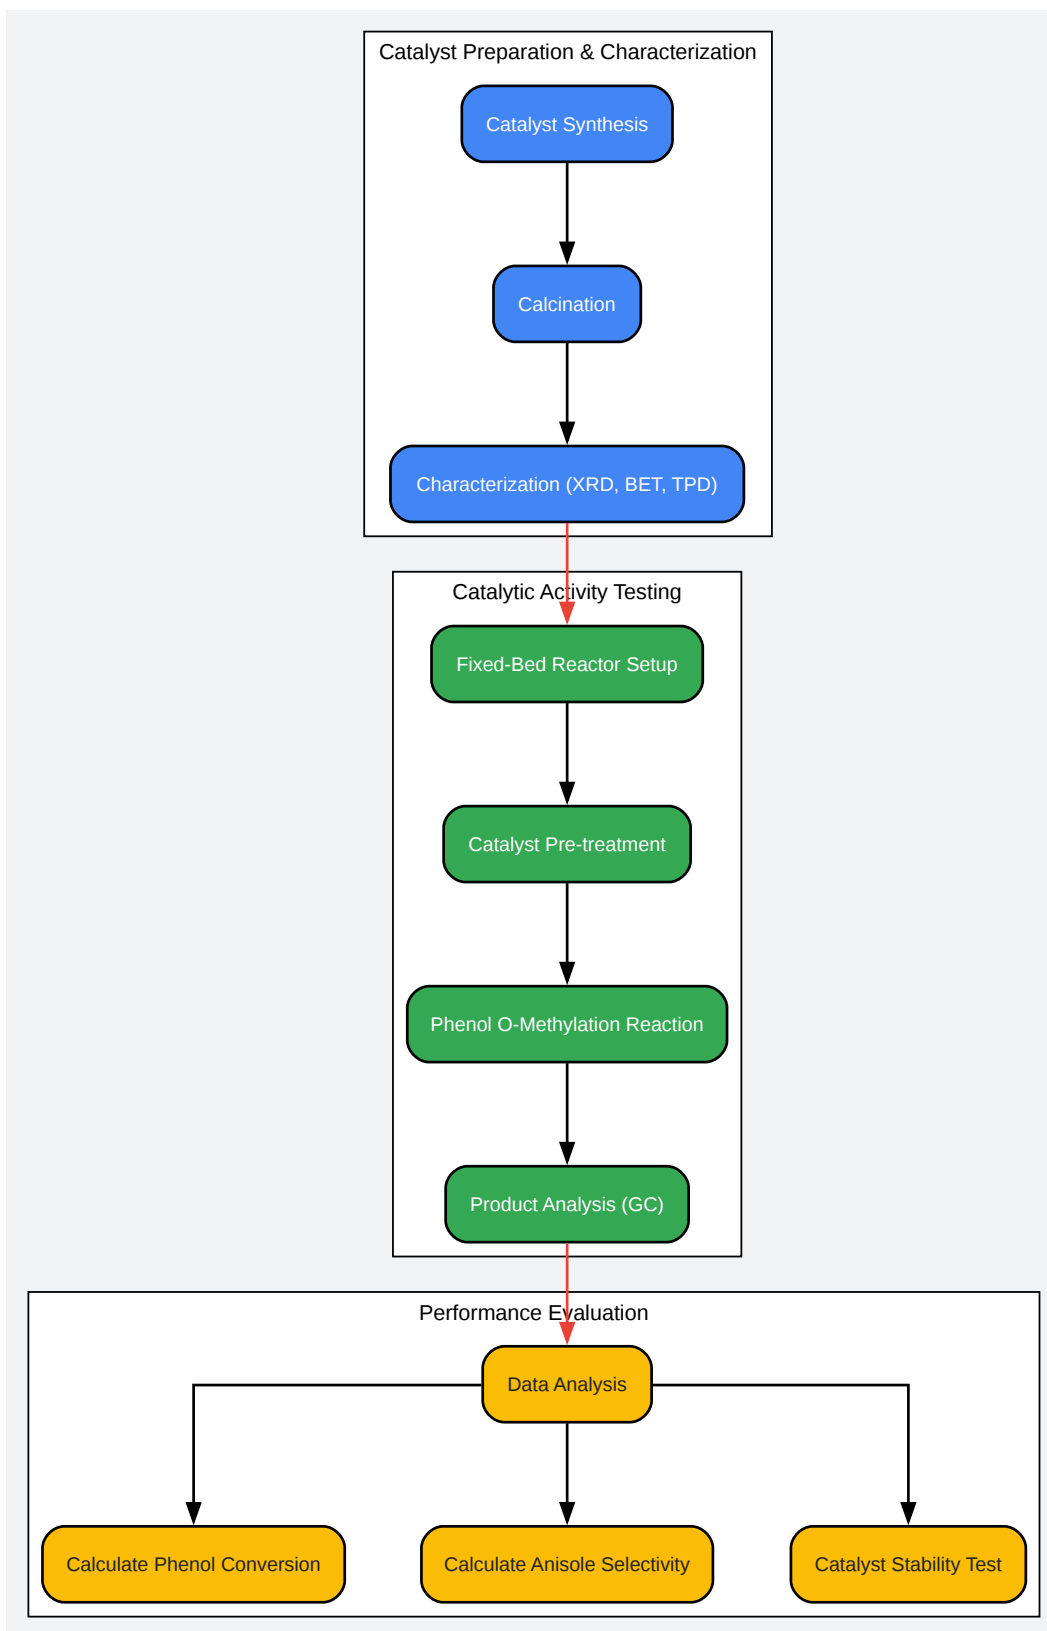 Catalyst Preparation & Characterization
Catalyst Synthesis
Calcination
Characterization (XRD, BET, TPD)
Catalytic Activity Testing
Fixed-Bed Reactor Setup
Catalyst Pre-treatment
Phenol O-Methylation Reaction
Product Analysis (GC)
Performance Evaluation
Data Analysis
Calculate Phenol Conversion
Calculate Anisole Selectivity
Catalyst Stability Test